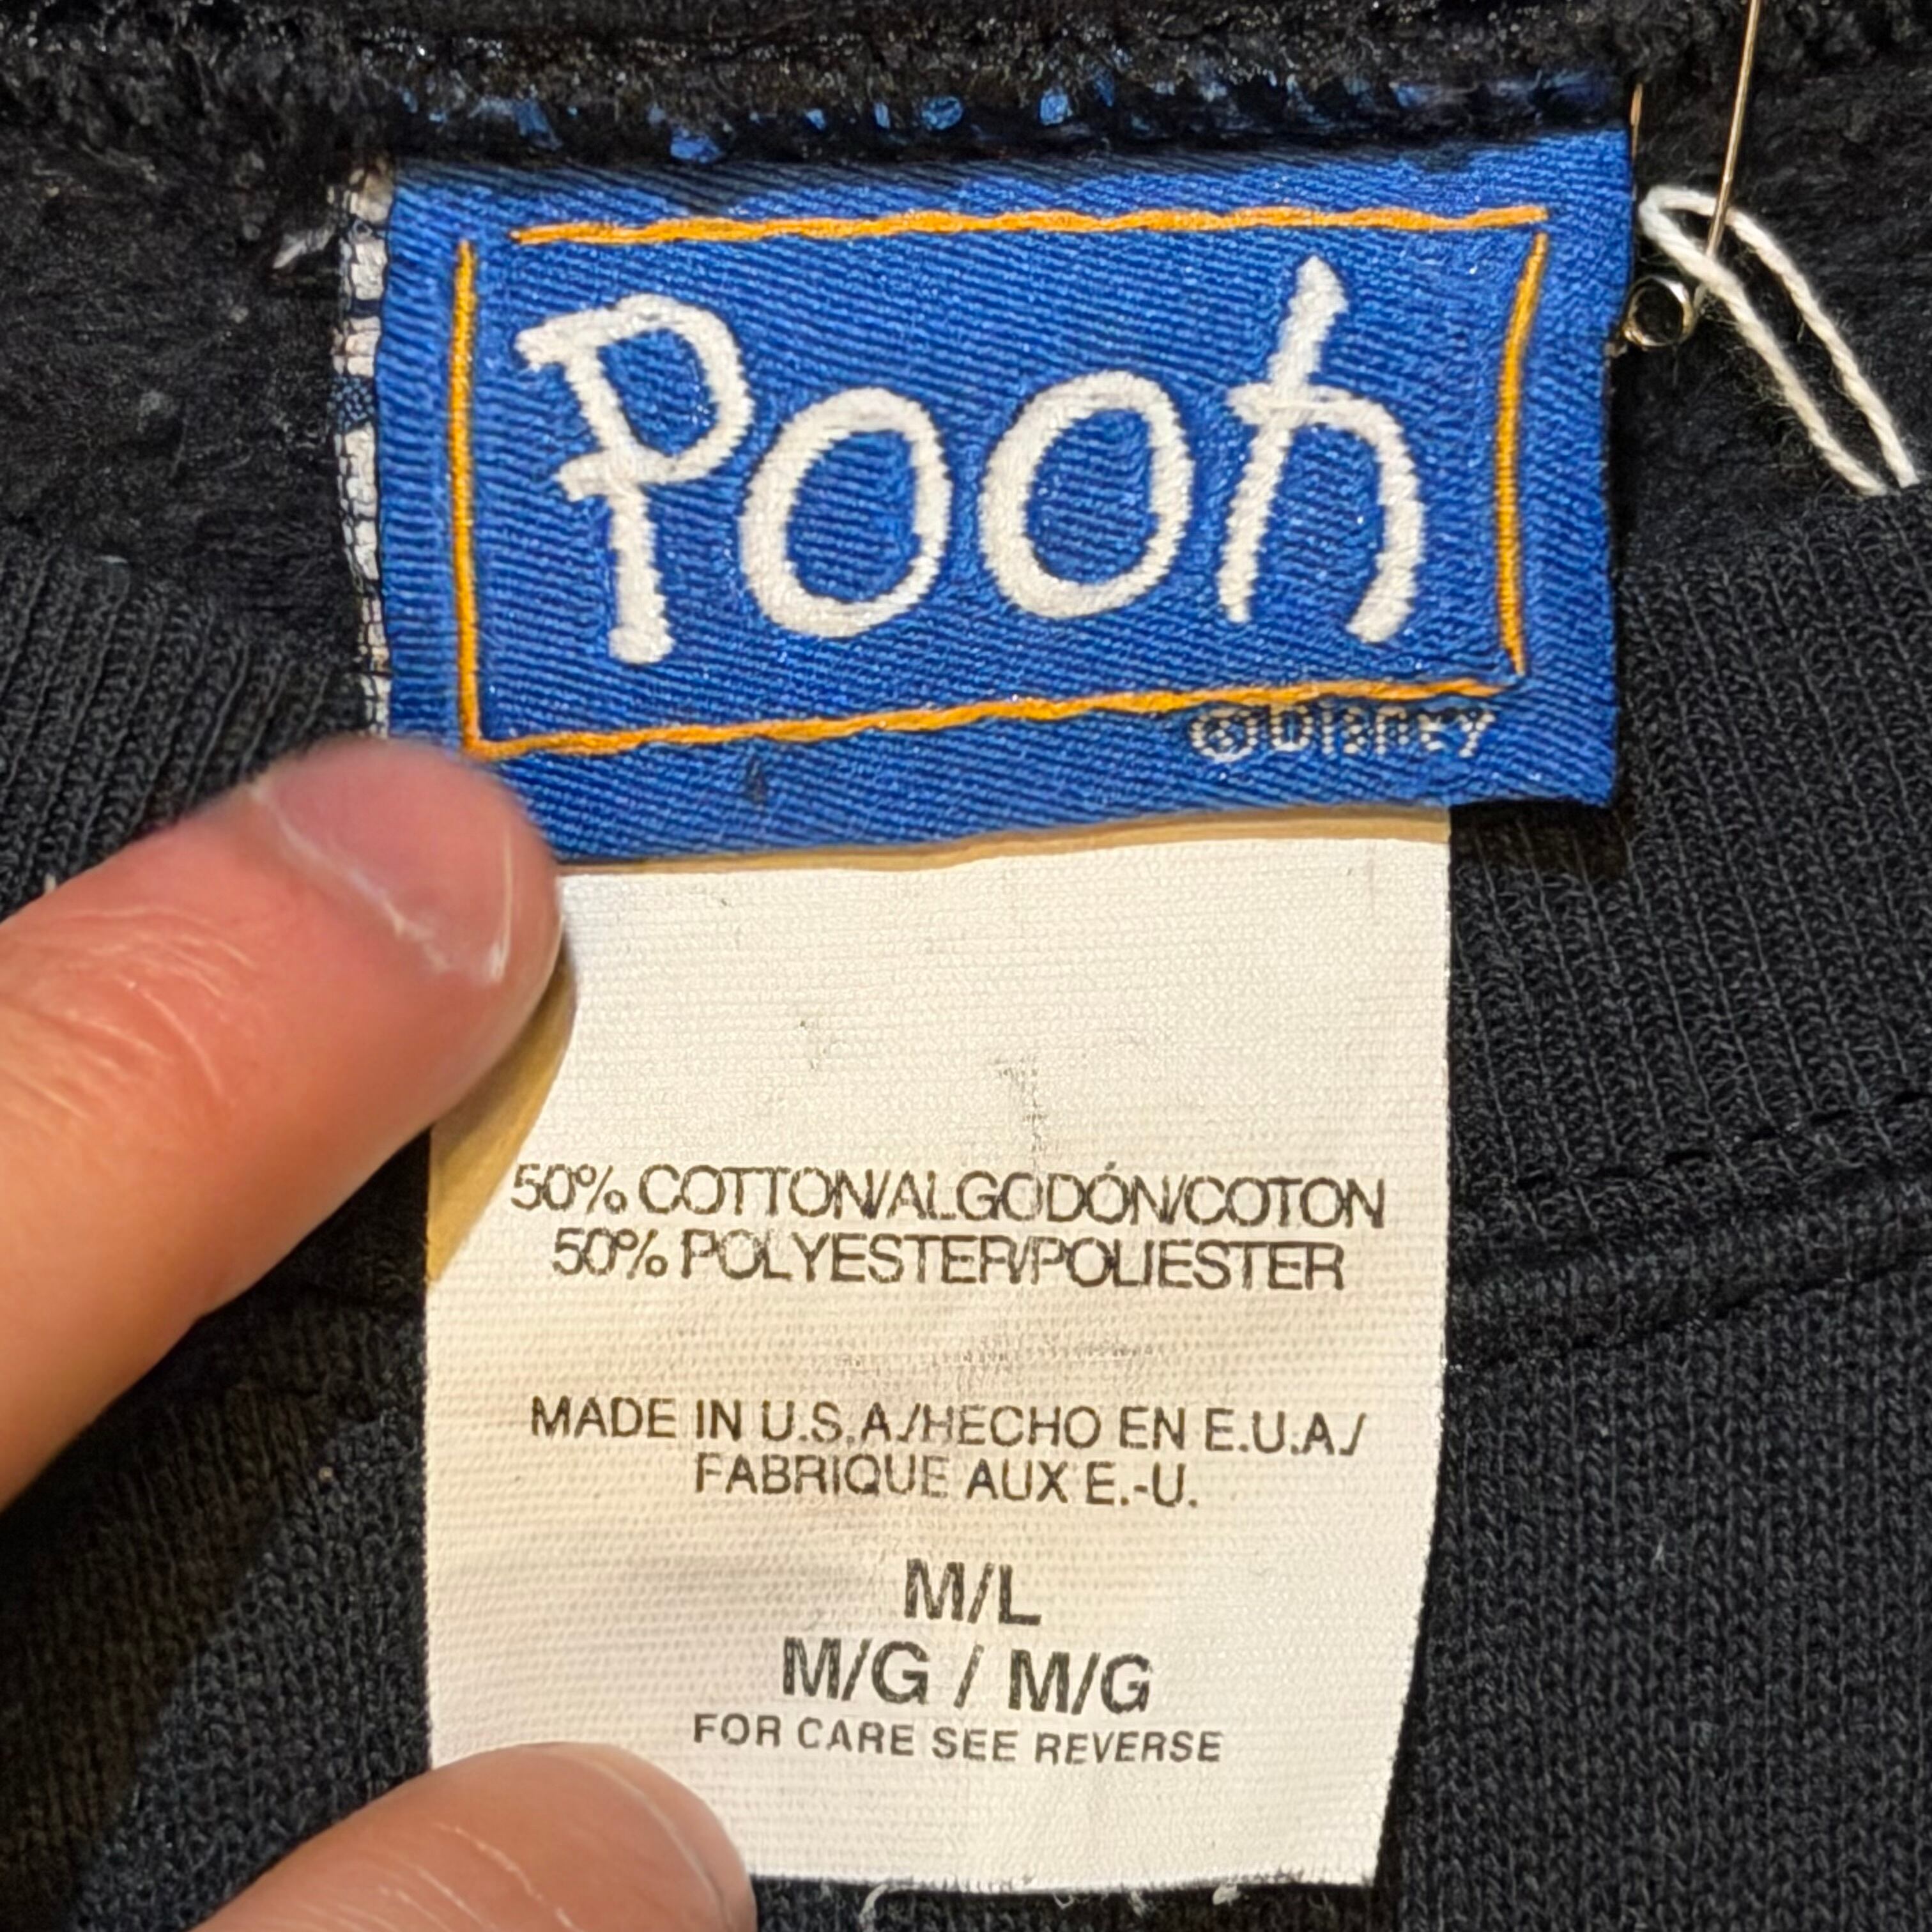 Pooh
©Disney
50% COTTON/ALGODÓN/COTON
50% POLYESTER/POLIESTER
MADE IN U.S.A./HECHO EN E.U.A./
FABRIQUE AUX E.-U.
M/L
M/G / M/G
FOR CARE SEE REVERSE